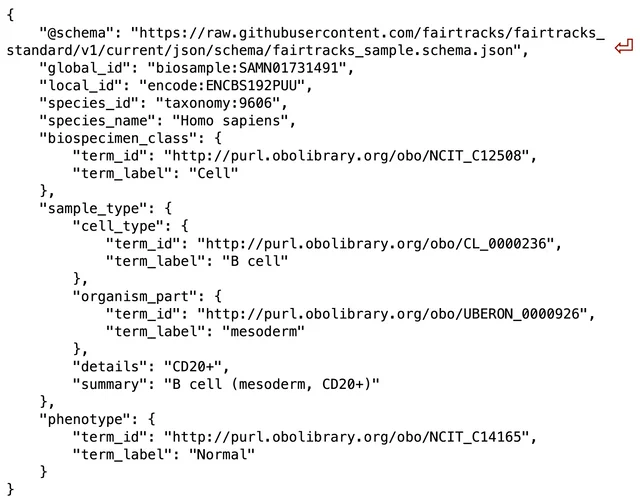 {
    "@schema": "https://raw.githubusercontent.com/fairtracks/fairtracks_
standard/v1/current/json/schema/fairtracks_sample.schema.json",
    "global_id": "biosample:SAMN01731491",
    "local_id": "encode:ENCBS192PUU",
    "species_id": "taxonomy:9606",
    "species_name": "Homo sapiens",
    "biospecimen_class": {
        "term_id": "http://purl.obolibrary.org/obo/NCIT_C12508",
        "term_label": "Cell"
    },
    "sample_type": {
        "cell_type": {
            "term_id": "http://purl.obolibrary.org/obo/CL_0000236",
            "term_label": "B cell"
        },
        "organism_part": {
            "term_id": "http://purl.obolibrary.org/obo/UBERON_0000926",
            "term_label": "mesoderm"
        },
        "details": "CD20+",
        "summary": "B cell (mesoderm, CD20+)"
    },
    "phenotype": {
        "term_id": "http://purl.obolibrary.org/obo/NCIT_C14165",
        "term_label": "Normal"
    }
}